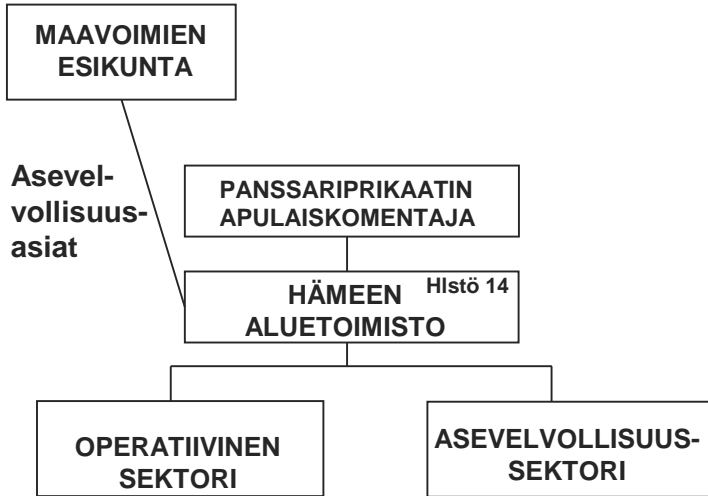 MAAVOIMIEN
ESIKUNTA
Asevel-
vollisuus-
asiat
PANSSARIPRIKAATIN
APULAISKOMENTAJA
HÄMEEN
Hlstö 14
ALUETOIMISTO
OPERATIIVINEN
SEKTORI
ASEVELVOLLISUUS-
SEKTORI